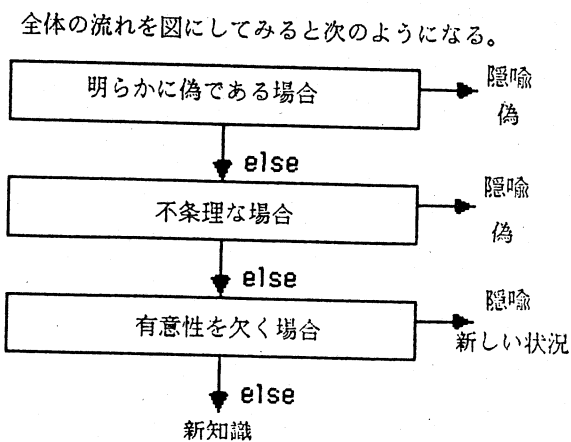 全体の流れを図にしてみると次のようになる。
明らかに偽である場合
隠喩
偽
else
不条理な場合
隠喩
偽
else
有意性を欠く場合
隠喩
新しい状況
else
新知識